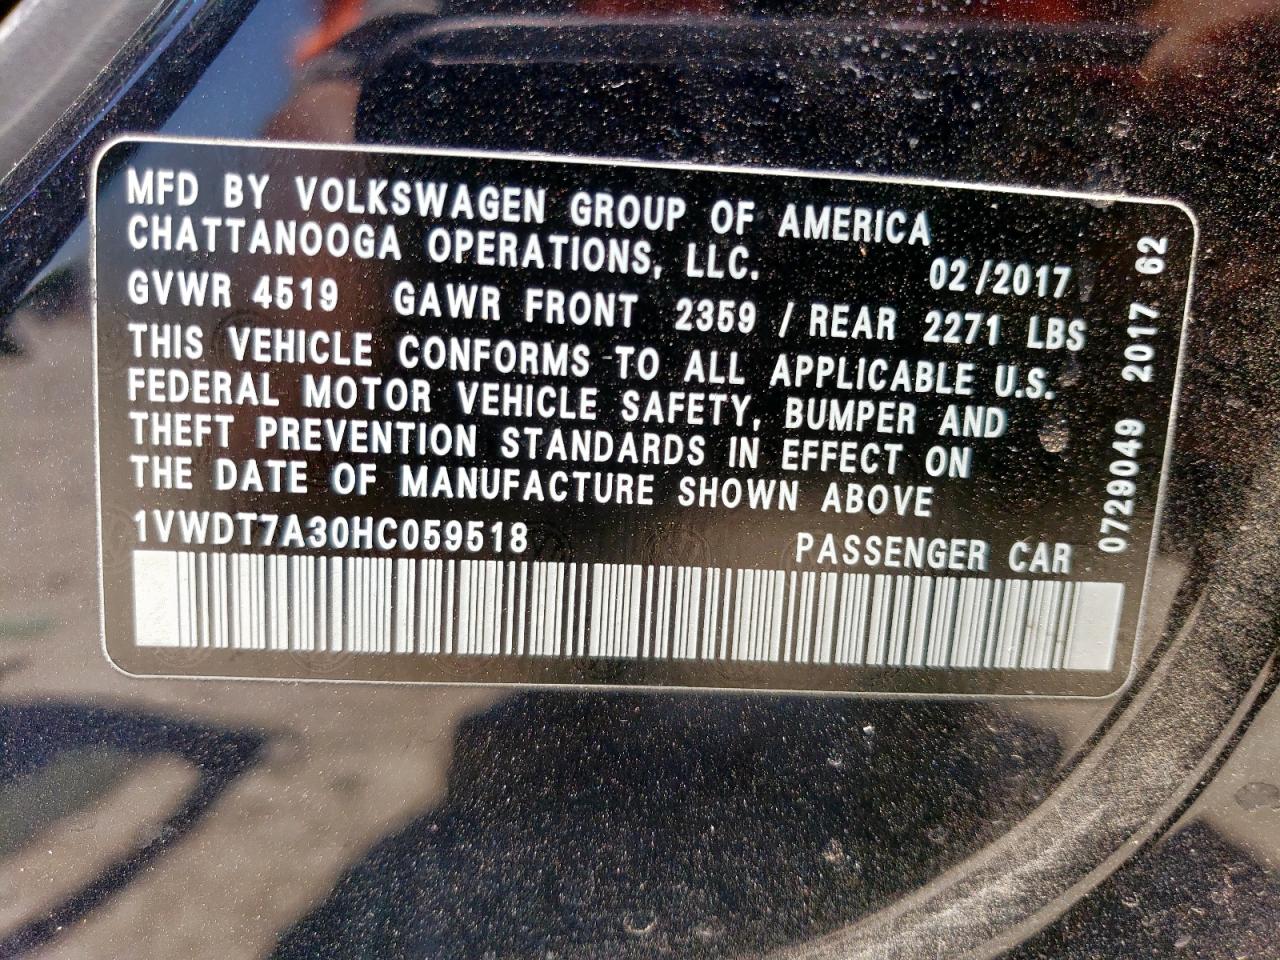 MFD BY VOLKSWAGEN GROUP OF AMERICA
CHATTANOOGA OPERATIONS, LLC. 02/2017
GVWR 4519 GAWR FRONT 2359 / REAR 2271 LBS
THIS VEHICLE CONFORMS TO ALL APPLICABLE U.S.
FEDERAL MOTOR VEHICLE SAFETY, BUMPER AND
THEFT PREVENTION STANDARDS IN EFFECT ON
THE DATE OF MANUFACTURE SHOWN ABOVE
1VWDT7A30HC059518 PASSENGER CAR
0729049 2017 62